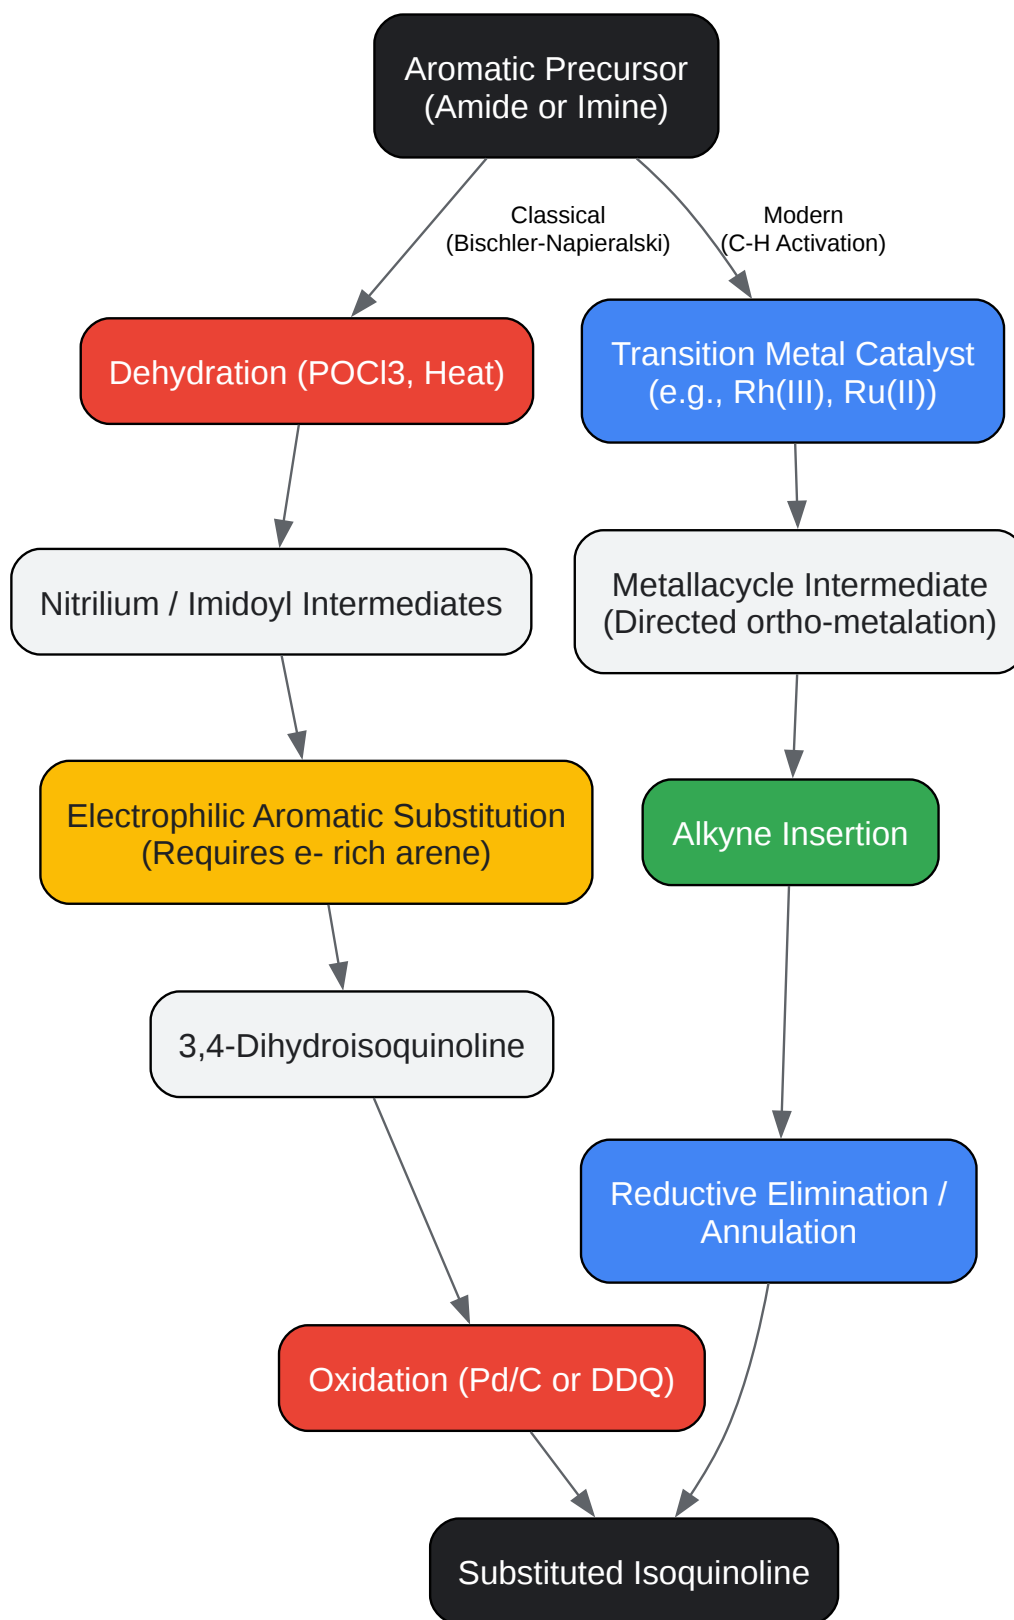 Aromatic Precursor
(Amide or Imine)
Classical
(Bischler-Napieralski)
Modern
(C-H Activation)
Dehydration (POCl3, Heat)
Transition Metal Catalyst
(e.g., Rh(III), Ru(II))
Nitrilium / Imidoyl Intermediates
Metallacycle Intermediate
(Directed ortho-metalation)
Electrophilic Aromatic Substitution
(Requires e- rich arene)
Alkyne Insertion
3,4-Dihydroisoquinoline
Reductive Elimination /
Annulation
Oxidation (Pd/C or DDQ)
Substituted Isoquinoline